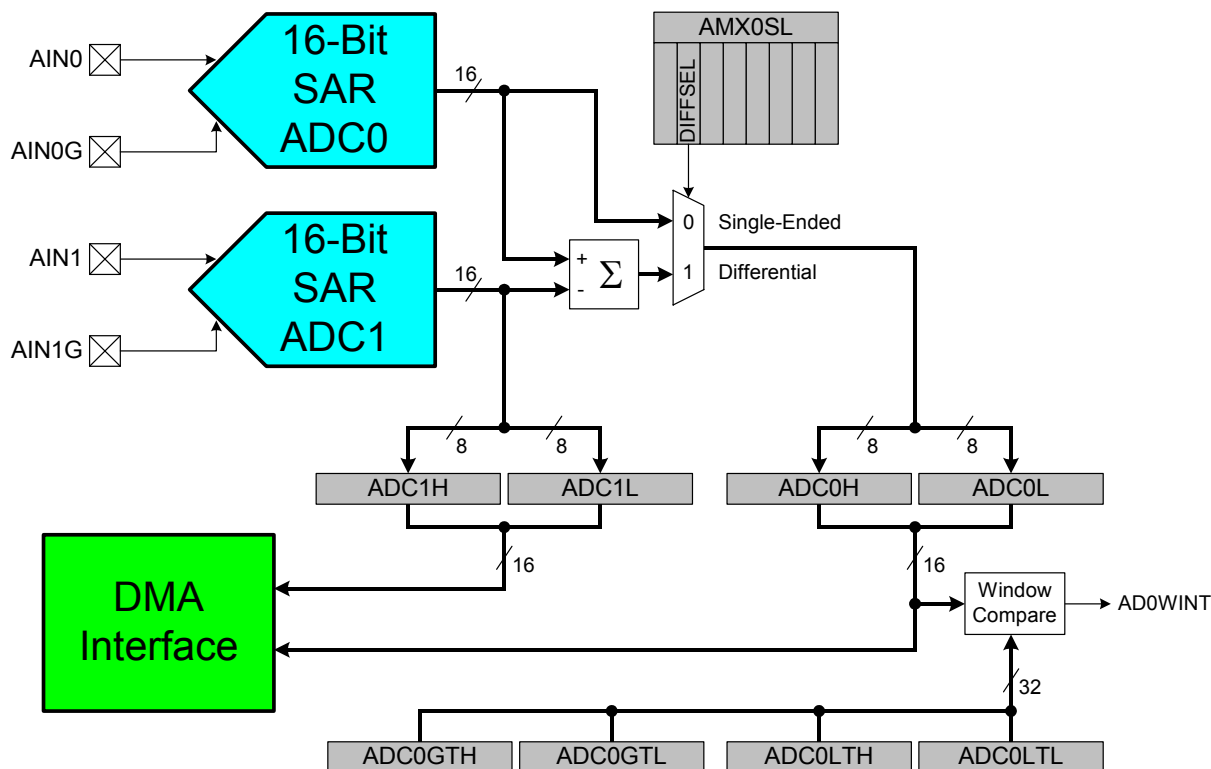 AIN0
AIN0G
16-Bit
SAR
ADC0
16
AMX0SL
DIFFSEL
AIN1
AIN1G
16-Bit
SAR
ADC1
16
+
-
Σ
0
1
Single-Ended
Differential
8
8
8
8
ADC1H
ADC1L
ADC0H
ADC0L
16
16
DMA
Interface
Window
Compare
AD0WINT
32
ADC0GTH
ADC0GTL
ADC0LTH
ADC0LTL